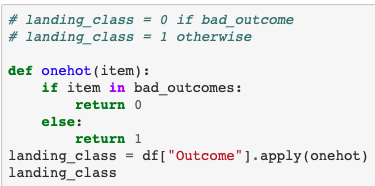 # landing_class = 0 if bad_outcome
# landing_class = 1 otherwise
def onehot(item):
    if item in bad_outcomes:
        return 0
    else:
        return 1
landing_class = df["Outcome"].apply(onehot)
landing_class